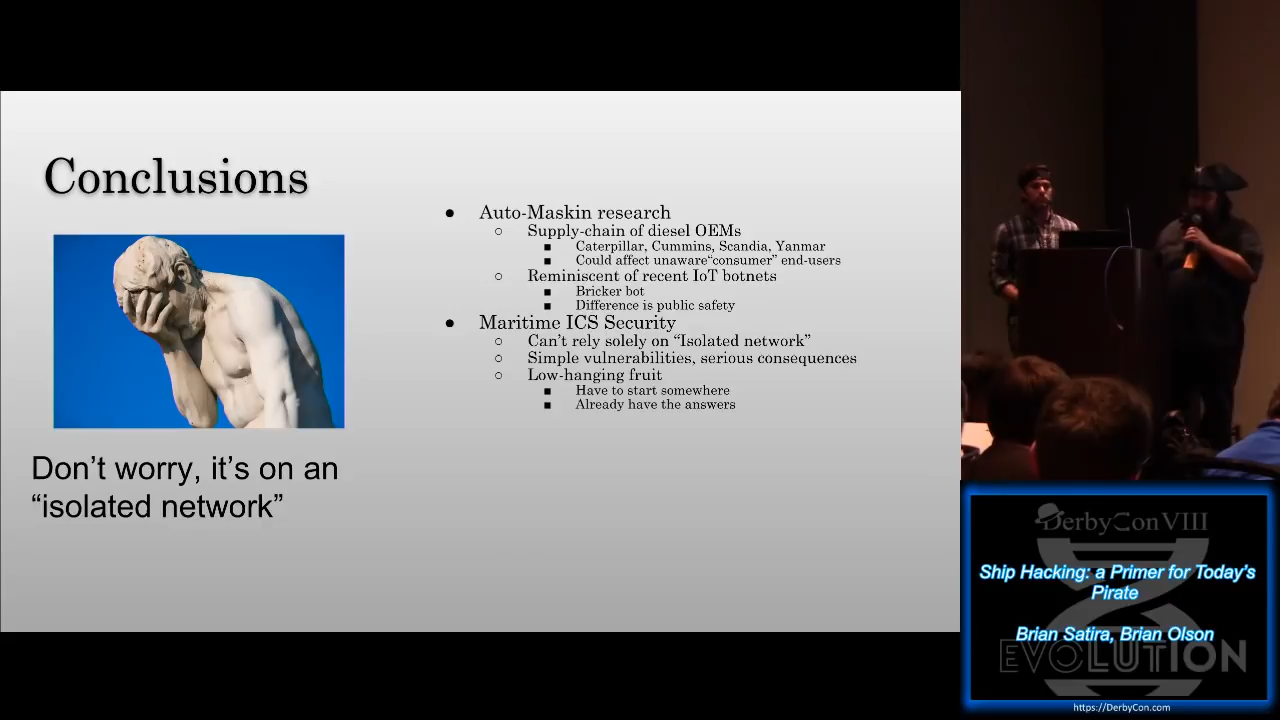 Conclusions
● Auto-Maskin research
○ Supply-chain of diesel OEMs
■ Caterpillar, Cummins, Scandia, Yanmar
■ Could affect unaware“consumer” end-users
○ Reminiscent of recent IoT botnets
■ Bricker bot
■ Difference is public safety
● Maritime ICS Security
○ Can’t rely solely on “Isolated network”
○ Simple vulnerabilities, serious consequences
○ Low-hanging fruit
■ Have to start somewhere
■ Already have the answers
Don’t worry, it’s on an
“isolated network”
DerbyCon VIII
Ship Hacking: a Primer for Today’s
Pirate
Brian Satira, Brian Olson
EVOLUTION
https://DerbyCon.com